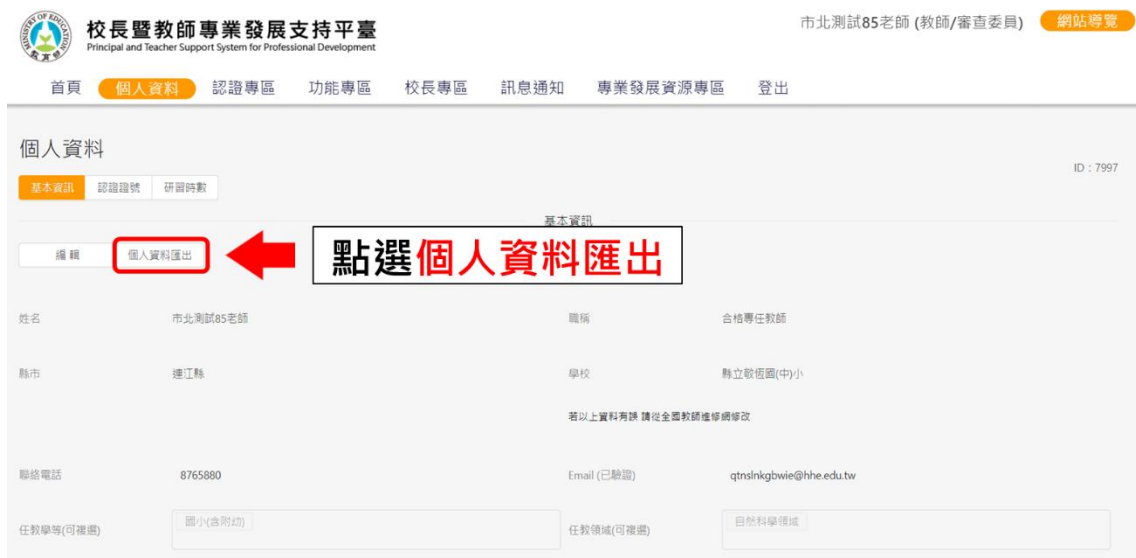 校長暨教師專業發展支持平臺
Principal and Teacher Support System for Professional Development
市北測試85老師 (教師/審查委員)
網站導覽
首頁 個人資料 認證專區 功能專區 校長專區 訊息通知 專業發展資源專區 登出
個人資料
ID：7997
基本資訊 認證證號 研習時數
基本資訊
編輯 個人資料匯出
點選個人資料匯出
姓名 市北測試85老師 職稱 合格專任教師
縣市 連江縣 學校 縣立敬恆國(中)小
若以上資料有誤 請從全國教師進修網修改
聯絡電話 8765880 Email (已驗證) qtnslnkgbwie@hhe.edu.tw
任教學等(可複選) 國小(含附幼) 任教領域(可複選) 自然科學領域